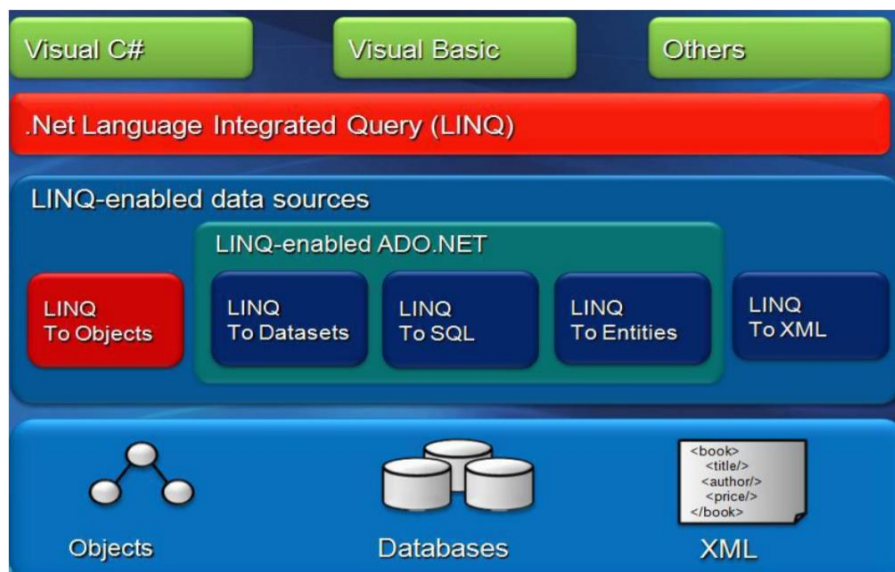 Visual C#
Visual Basic
Others
.Net Language Integrated Query (LINQ)
LINQ-enabled data sources
LINQ-enabled ADO.NET
LINQ
To Objects
LINQ
To Datasets
LINQ
To SQL
LINQ
To Entities
LINQ
To XML
<book>
<title/>
<author/>
<price/>
</book>
Objects
Databases
XML